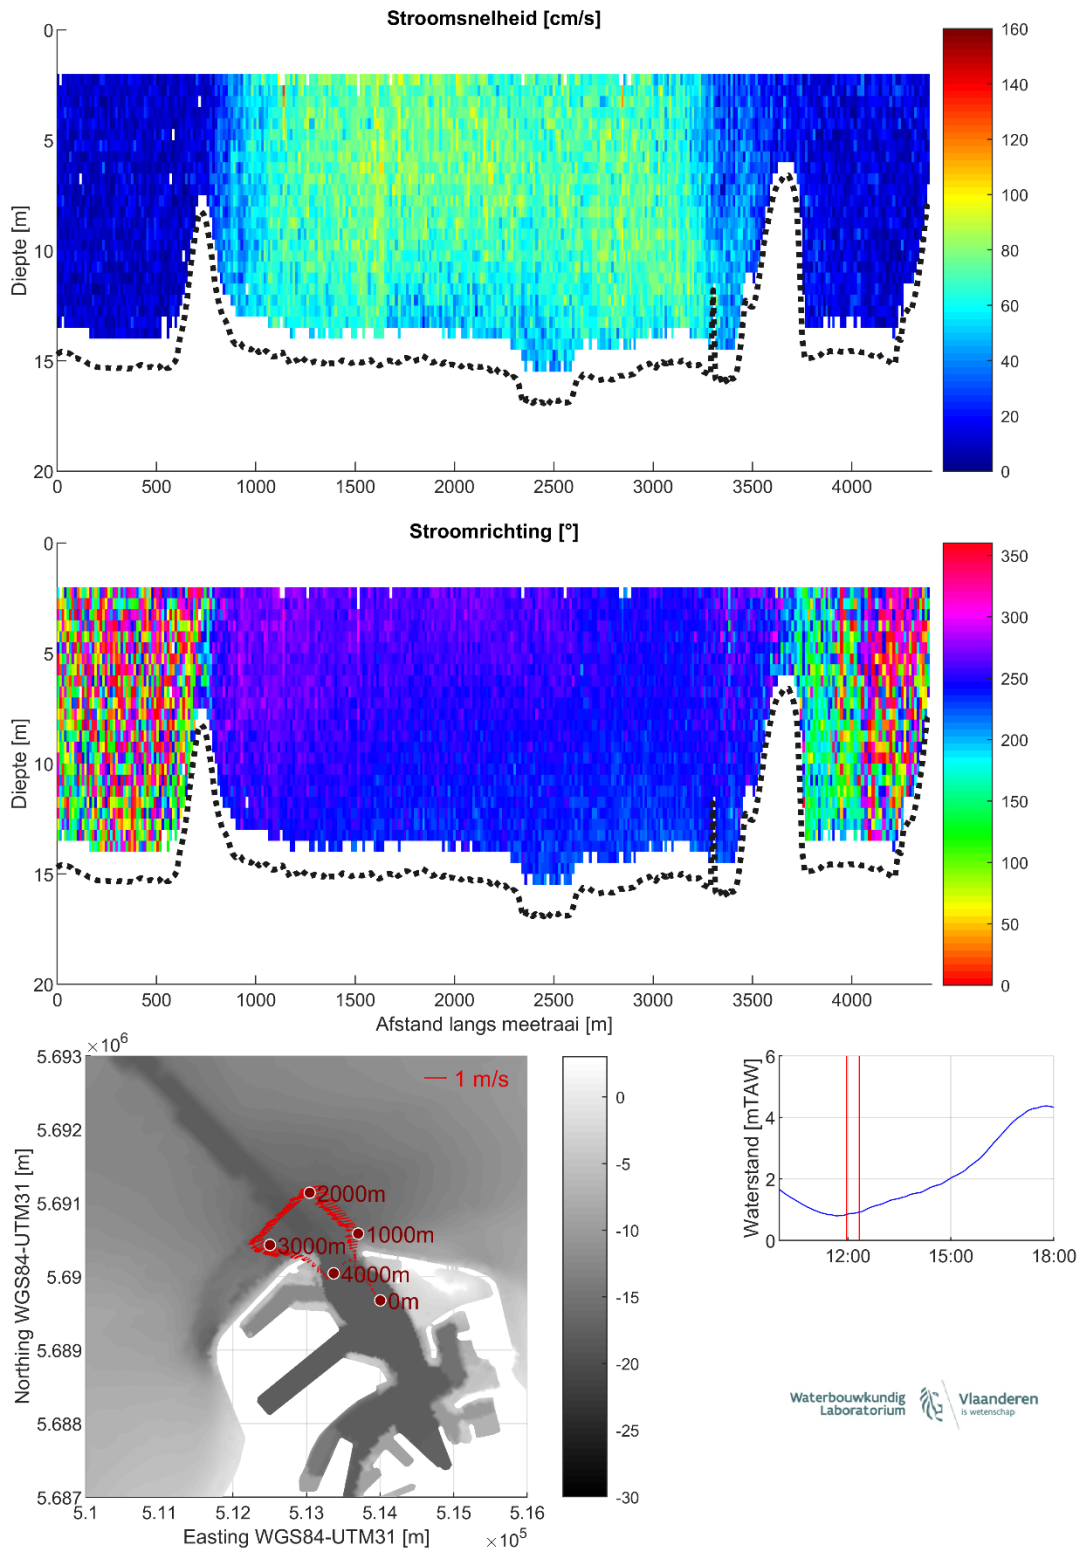 Stroomsnelheid [cm/s]
Diepte [m]
0
5
10
15
20
0 500 1000 1500 2000 2500 3000 3500 4000
160
140
120
100
80
60
40
20
0
Stroomrichting [°]
Diepte [m]
0
5
10
15
20
0 500 1000 1500 2000 2500 3000 3500 4000
Afstand langs meetraai [m]
350
300
250
200
150
100
50
0
×10⁶
Northing WGS84-UTM31 [m]
5.693
5.692
5.691
5.69
5.689
5.688
5.687
1 m/s
2000m
1000m
3000m
4000m
0m
5.1 5.11 5.12 5.13 5.14 5.15 5.16
Easting WGS84-UTM31 [m]
×10⁵
0
-5
-10
-15
-20
-25
-30
Waterstand [mTAW]
6
4
2
0
12:00 15:00 18:00
Waterbouwkundig
Laboratorium
Vlaanderen
is wetenschap